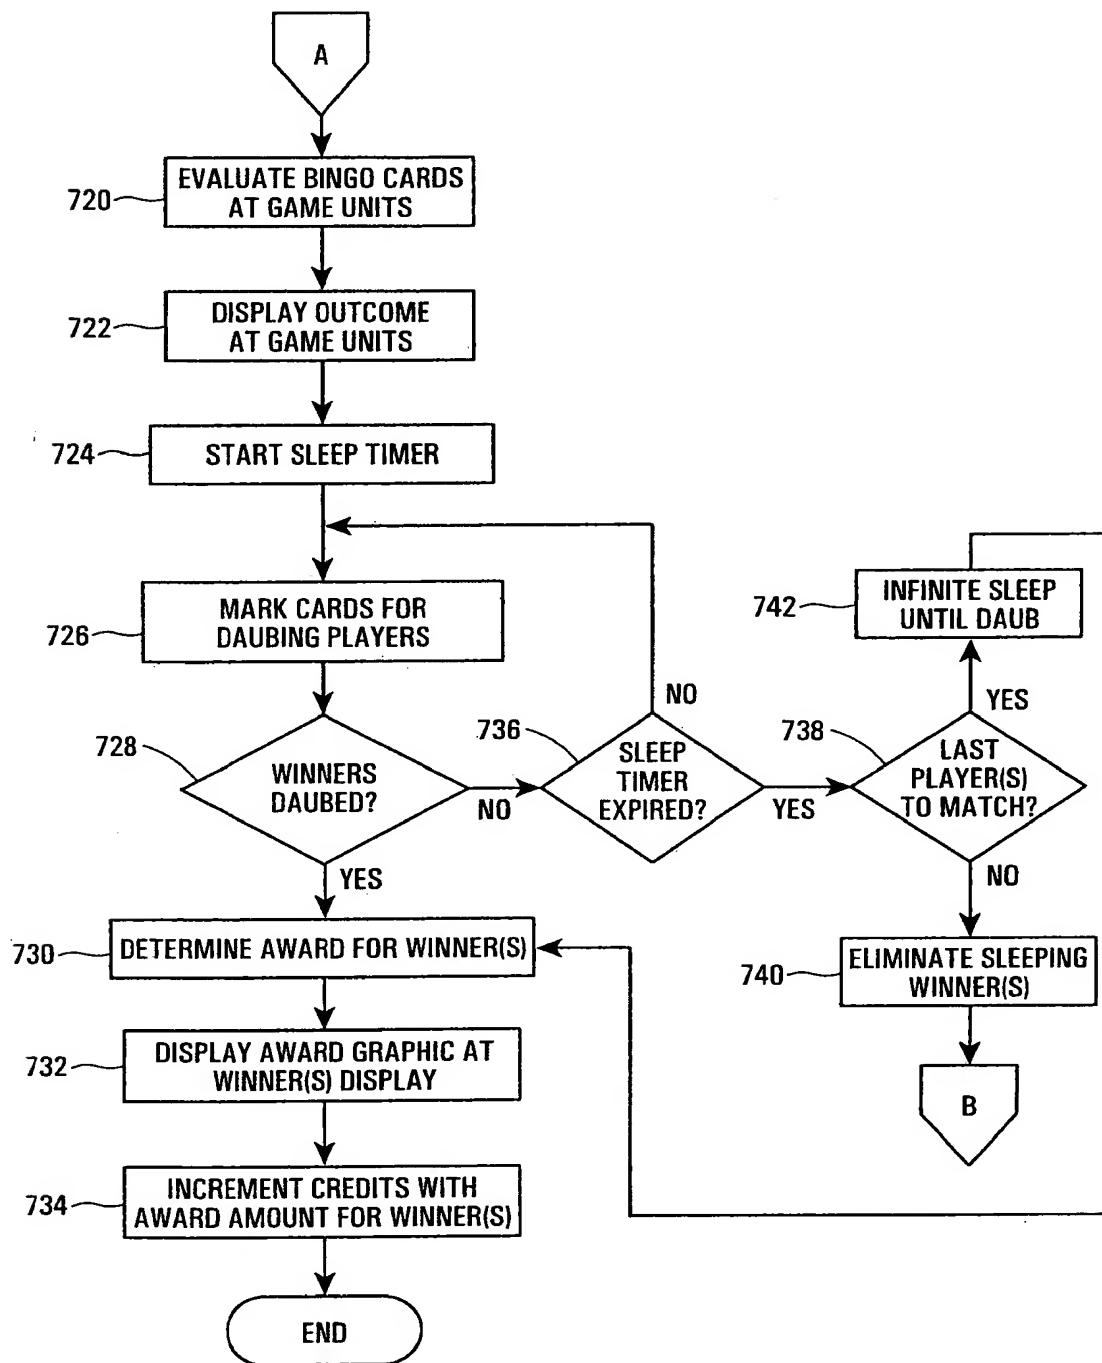 A
720
EVALUATE BINGO CARDS
AT GAME UNITS
722
DISPLAY OUTCOME
AT GAME UNITS
724
START SLEEP TIMER
726
MARK CARDS FOR
DAUBING PLAYERS
742
INFINITE SLEEP
UNTIL DAUB
NO
YES
728
WINNERS
DAUBED?
NO
736
SLEEP
TIMER
EXPIRED?
YES
738
LAST
PLAYER(S)
TO MATCH?
YES
NO
730
DETERMINE AWARD FOR WINNER(S)
740
ELIMINATE SLEEPING
WINNER(S)
732
DISPLAY AWARD GRAPHIC AT
WINNER(S) DISPLAY
B
734
INCREMENT CREDITS WITH
AWARD AMOUNT FOR WINNER(S)
END